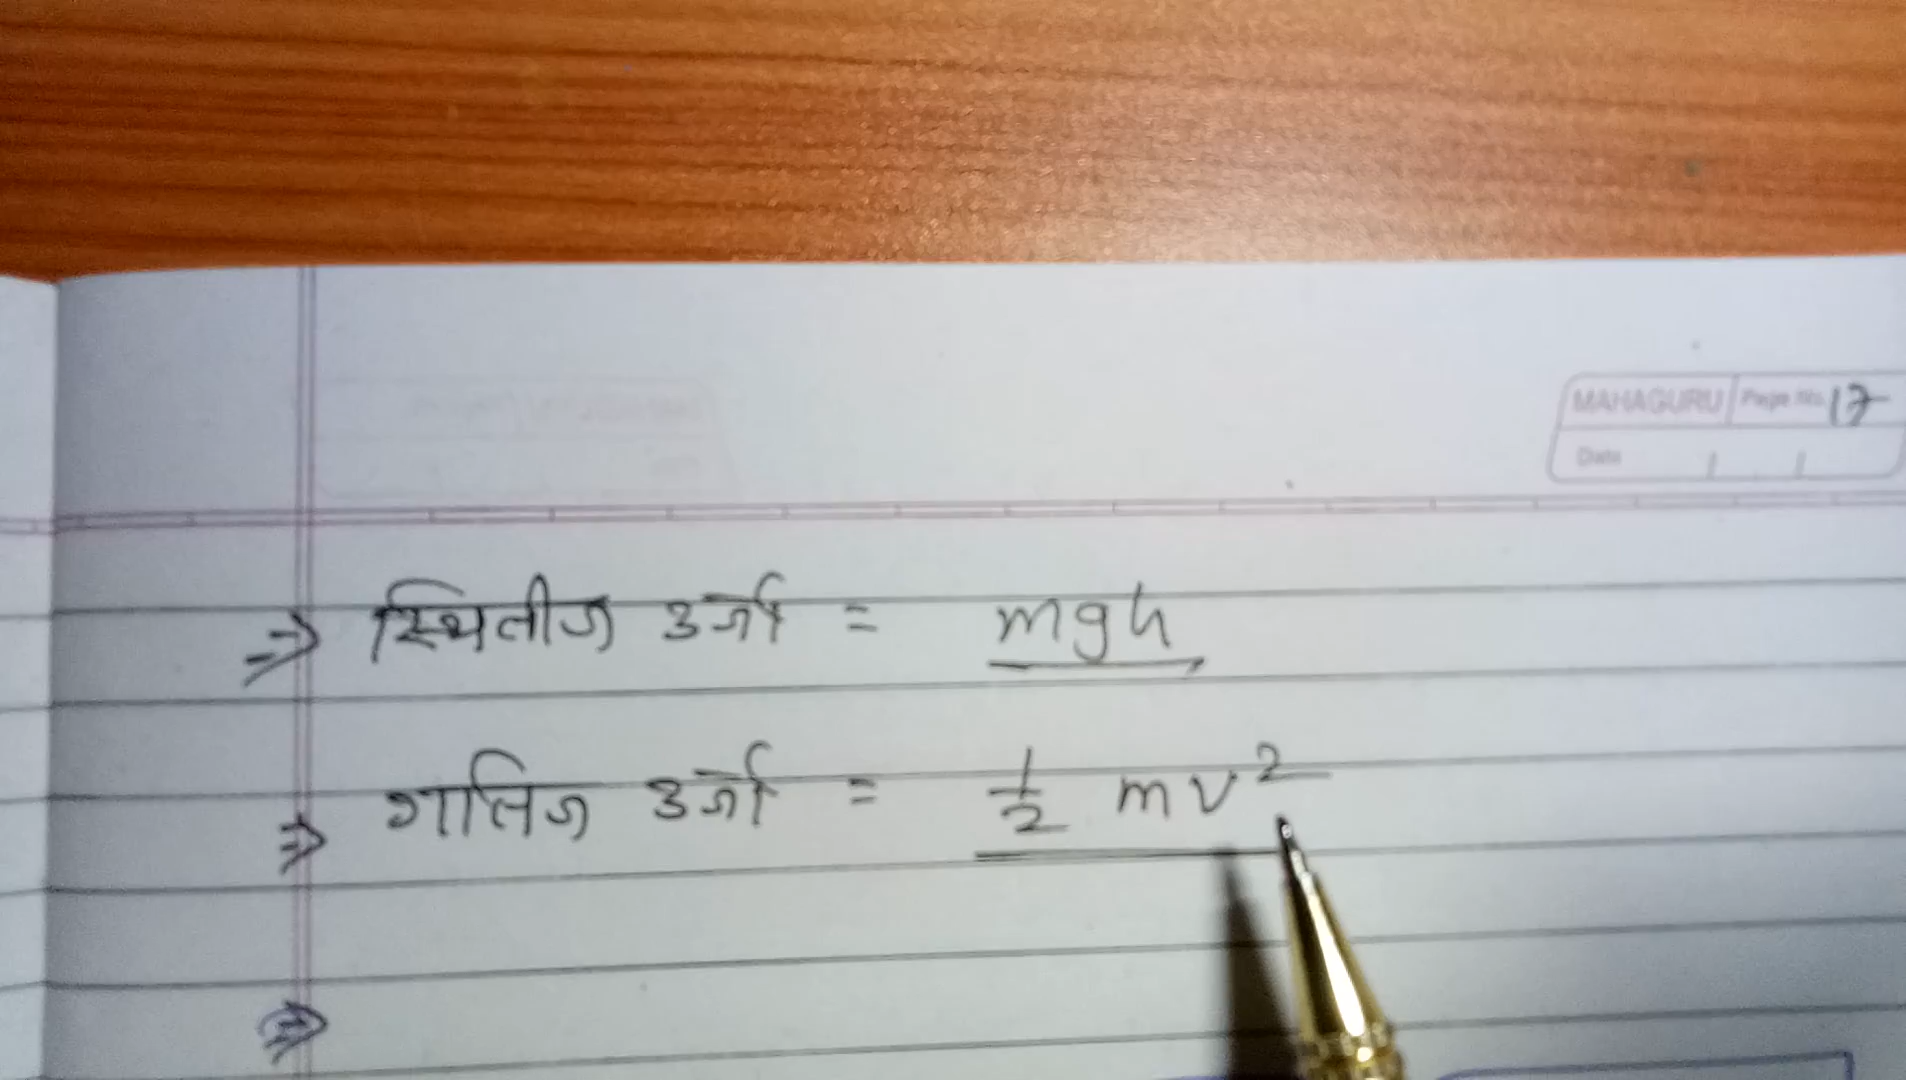 MAHAGURU Page No. 17
Date
⇒ स्थितीज उर्जा = mgh
⇒ गतिज उर्जा = 1/2 mv²
⇒